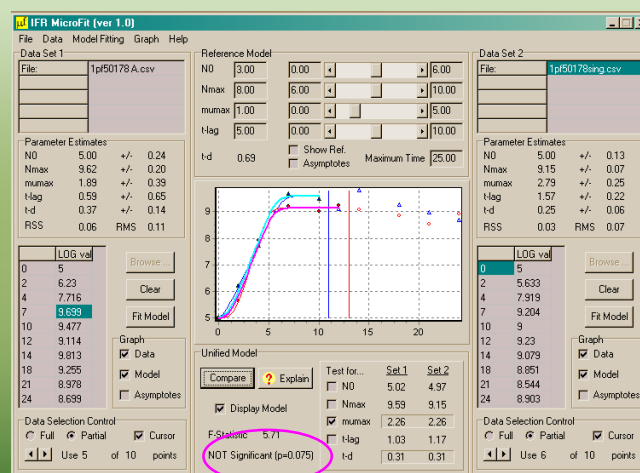 µf IFR MicroFit (ver 1.0)
File Data Model Fitting Graph Help
Data Set 1
File: 1pf50178 A.csv
Parameter Estimates
N0 5.00 +/- 0.24
Nmax 9.62 +/- 0.20
mumax 1.89 +/- 0.39
t-lag 0.59 +/- 0.65
t-d 0.37 +/- 0.14
RSS 0.06 RMS 0.11
LOG val
0 5
2 6.23
4 7.716
7 9.699
10 9.477
12 9.114
14 9.813
18 9.255
21 8.978
24 8.699
Browse ...
Clear
Fit Model
Graph
Data
Model
Asymptotes
Data Selection Control
Full Partial Cursor
Use 5 of 10 points
Reference Model
N0 3.00 0.00 6.00
Nmax 8.00 6.00 10.00
mumax 1.00 0.00 5.00
t-lag 5.00 0.00 10.00
t-d 0.69 Show Ref. Asymptotes Maximum Time 25.00
9
8
7
6
5
0 5 10 15 20
Unified Model
Compare ? Explain
Display Model
F-Statistic 5.71
NOT Significant (p=0.075)
Test for... Set 1 Set 2
N0 5.02 4.97
Nmax 9.59 9.15
mumax 2.26 2.26
t-lag 1.03 1.17
t-d 0.31 0.31
Data Set 2
File: 1pf50178sing.csv
Parameter Estimates
N0 5.00 +/- 0.13
Nmax 9.15 +/- 0.07
mumax 2.79 +/- 0.25
t-lag 1.57 +/- 0.22
t-d 0.25 +/- 0.06
RSS 0.03 RMS 0.07
LOG val
0 5
2 5.633
4 7.919
7 9.204
10 9
12 9.23
14 9.079
18 8.851
21 8.544
24 8.903
Browse ...
Clear
Fit Model
Graph
Data
Model
Asymptotes
Data Selection Control
Full Partial Cursor
Use 6 of 10 points